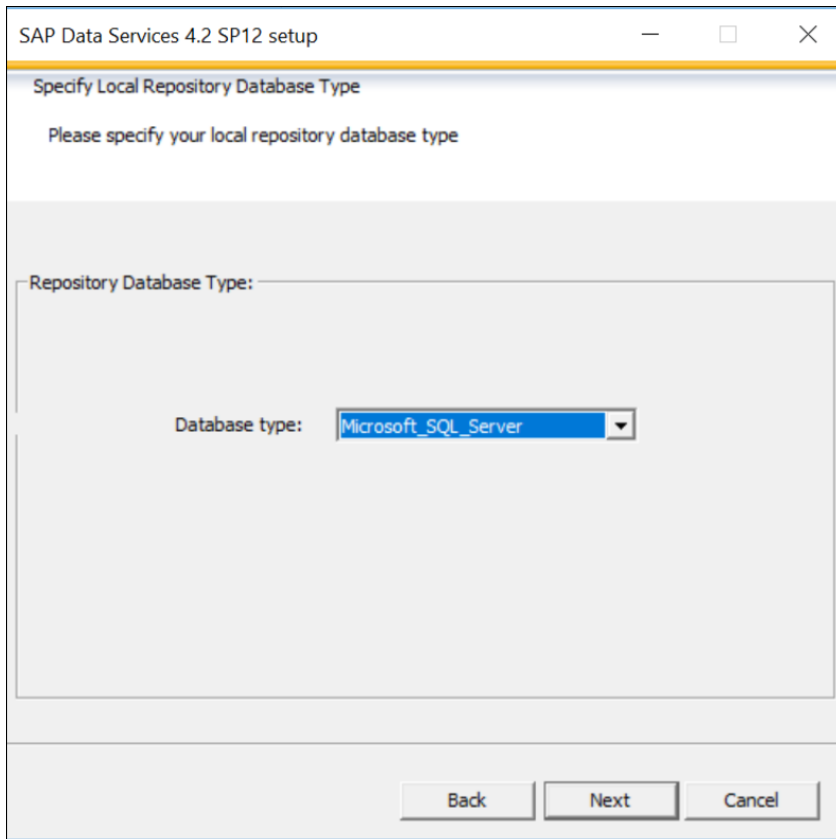 SAP Data Services 4.2 SP12 setup
Specify Local Repository Database Type
Please specify your local repository database type
Repository Database Type:
Database type: Microsoft_SQL_Server
Back Next Cancel